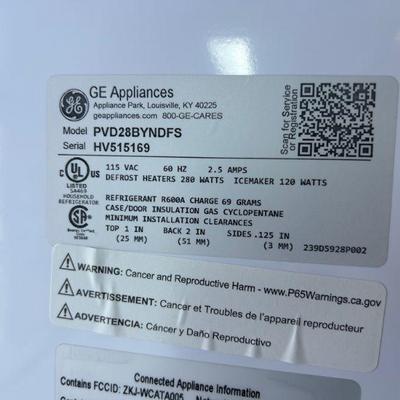 GE Appliances
Appliance Park, Louisville, KY 40225
geappliances.com 800-GE-CARES
Model PVD28BYNDFS
Serial HV515169
Scan for Service
or Registration
115 VAC 60 HZ 2.5 AMPS
DEFROST HEATERS 280 WATTS ICEMAKER 120 WATTS
C UL US
LISTED
SA469
REFRIGERANT R600A CHARGE 69 GRAMS
CASE/DOOR INSULATION GAS CYCLOPENTANE
MINIMUM INSTALLATION CLEARANCES
TOP 1 IN BACK 2 IN SIDES .125 IN
(25 MM) (51 MM) (3 MM) 239D5928P002
WARNING: Cancer and Reproductive Harm - www.P65Warnings.ca.gov
AVERTISSEMENT: Cancer et Troubles de l'appareil reproducteur
ADVERTENCIA: Cáncer y Daño Reproductivo
Connected Appliance Information
Contains FCCID: ZKJ-WCATA005